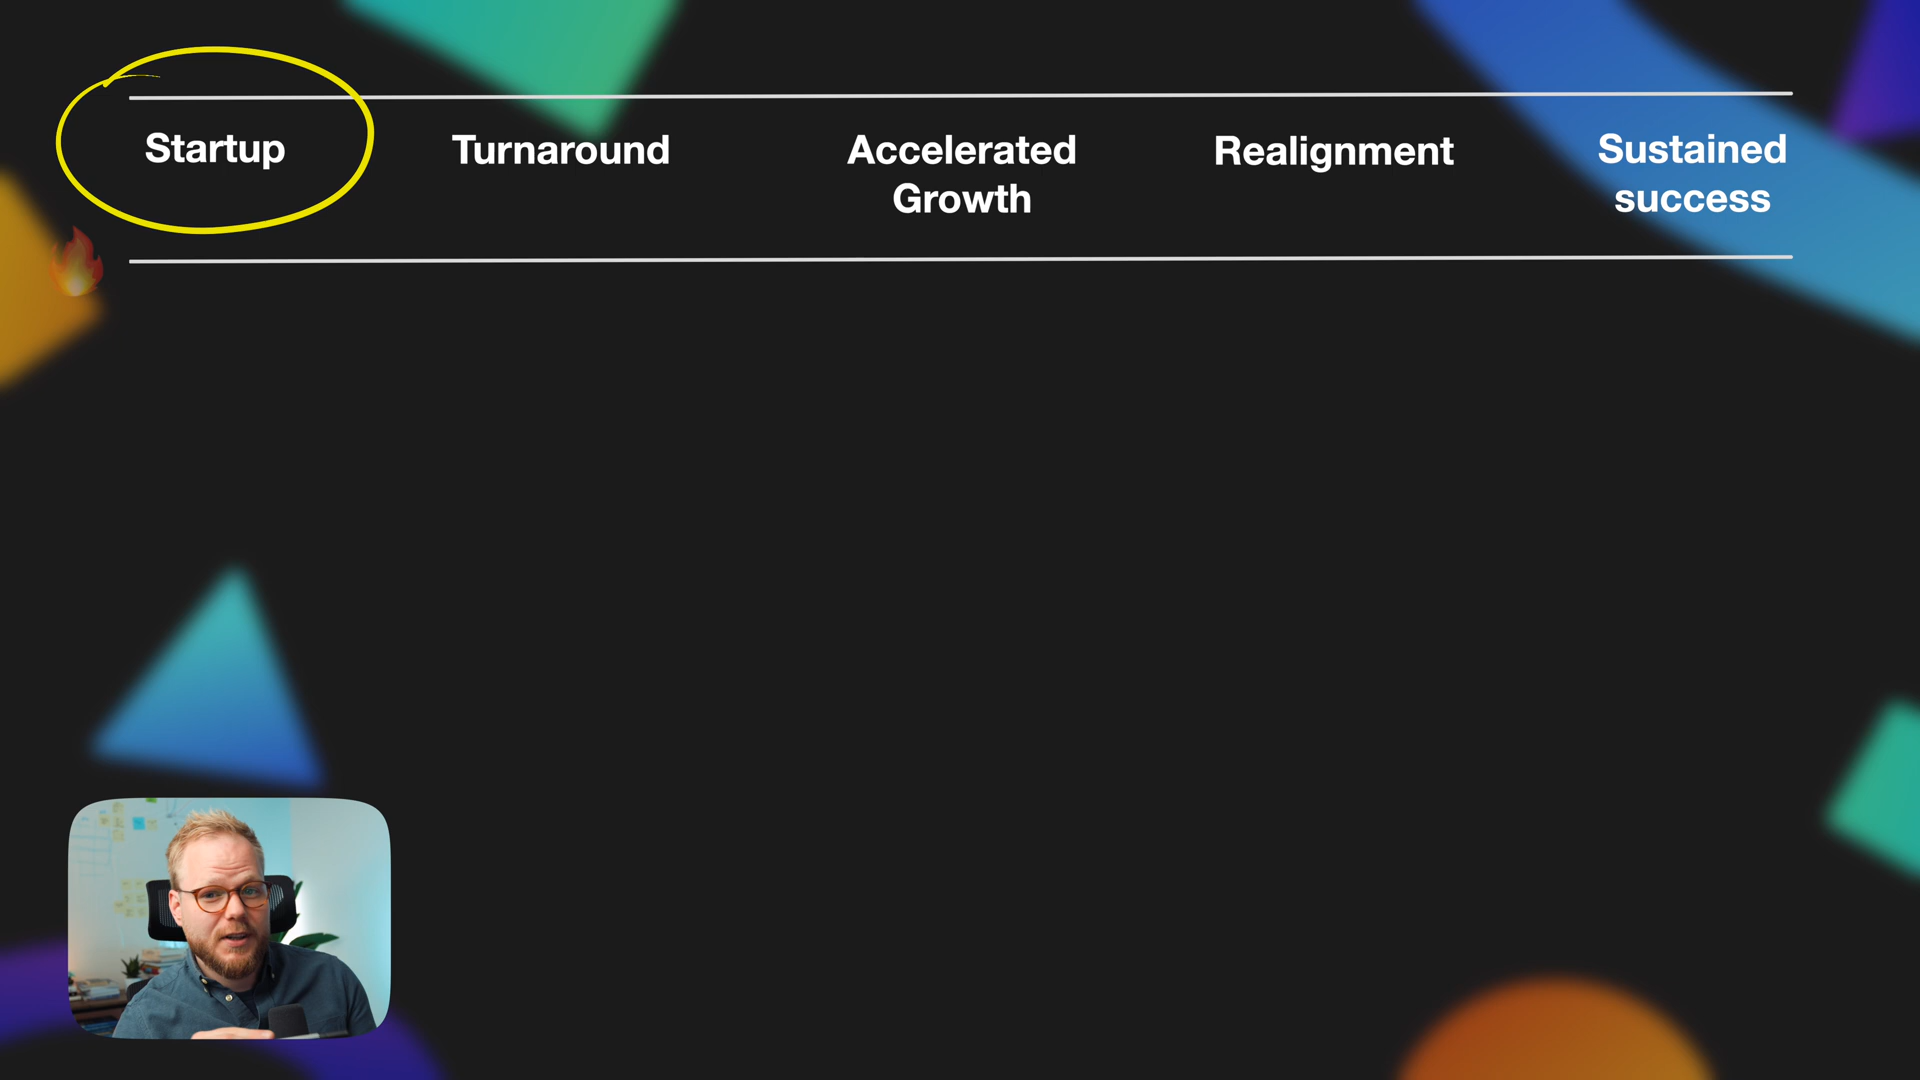 Startup
Turnaround
Accelerated
Growth
Realignment
Sustained
success